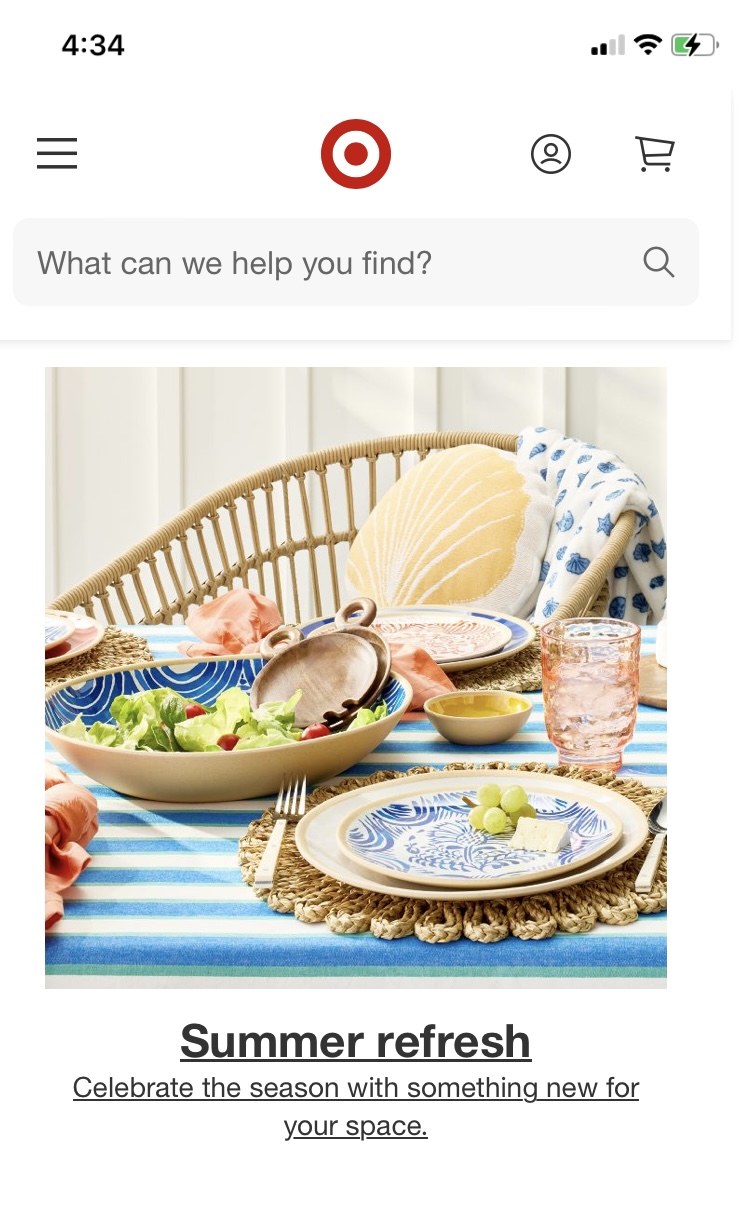 4:34
What can we help you find?
Summer refresh
Celebrate the season with something new for
your space.